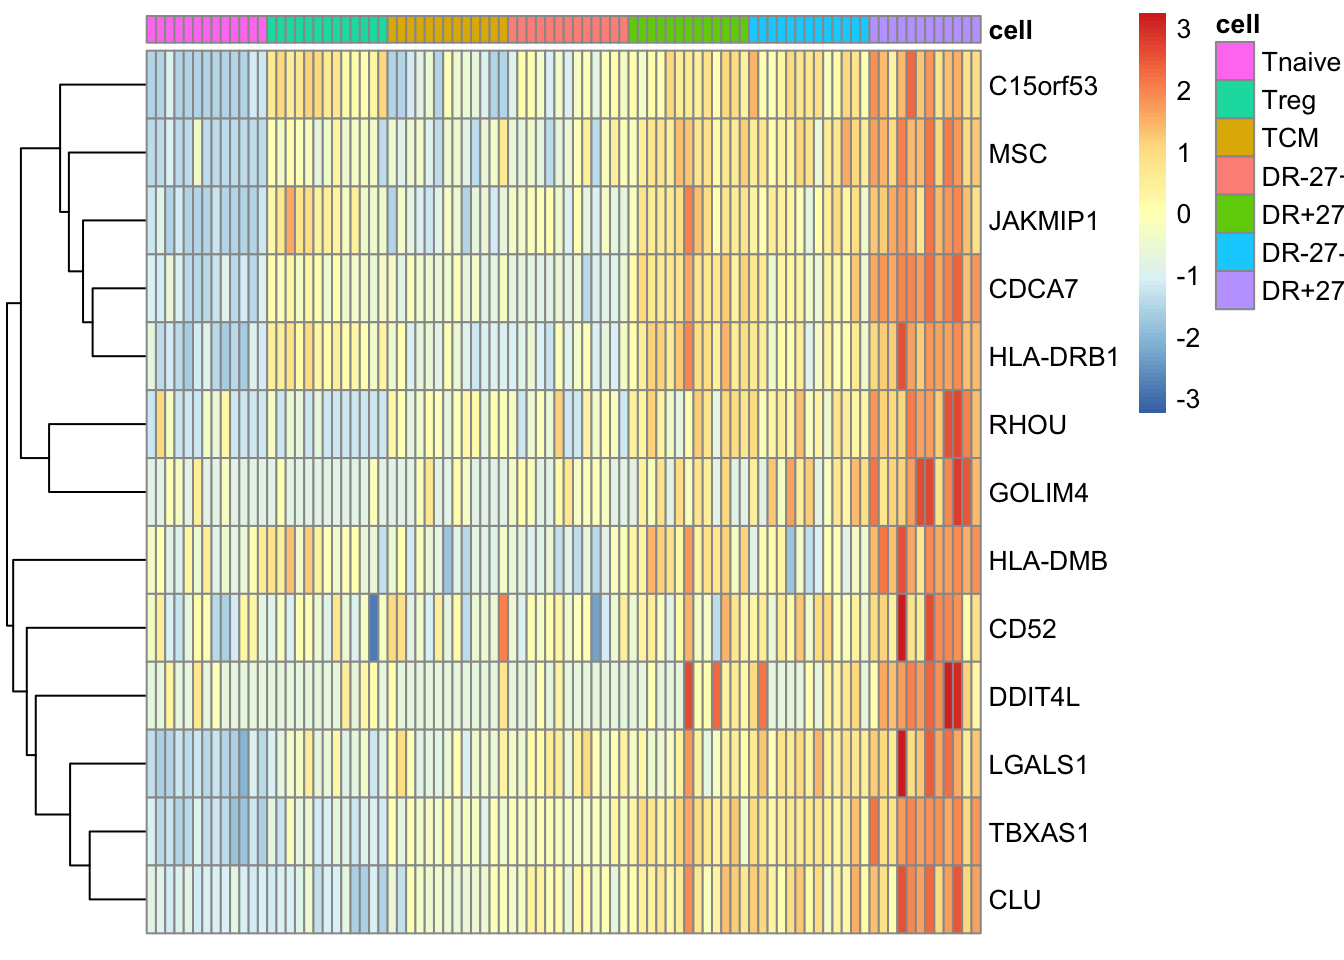 cell
C15orf53
MSC
JAKMIP1
CDCA7
HLA-DRB1
RHOU
GOLIM4
HLA-DMB
CD52
DDIT4L
LGALS1
TBXAS1
CLU
3
2
1
0
-1
-2
-3
cell
Tnaive
Treg
TCM
DR-27+
DR+27
DR-27-
DR+27